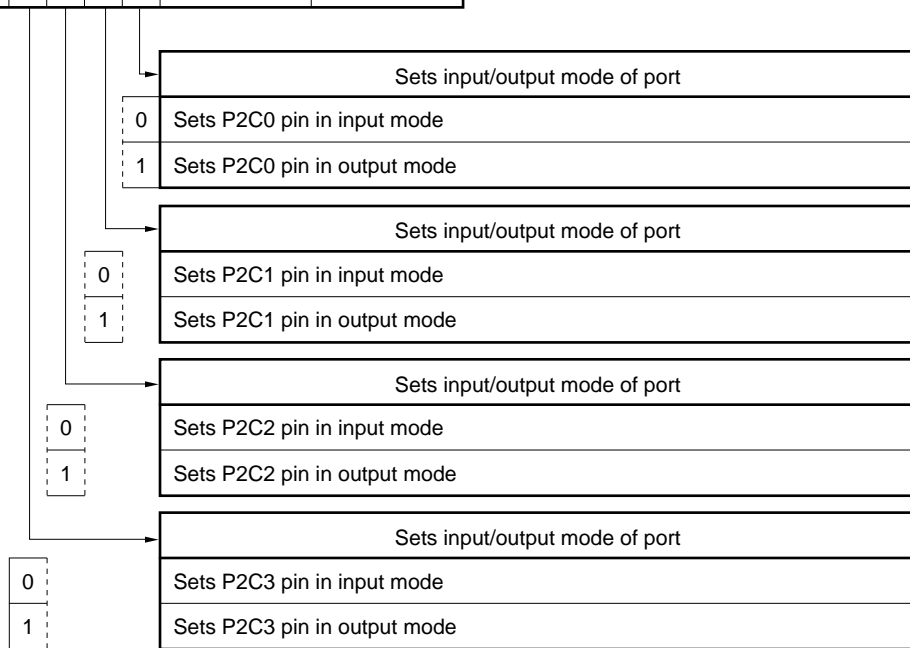 Sets input/output mode of port
0 Sets P2C0 pin in input mode
1 Sets P2C0 pin in output mode
Sets input/output mode of port
0 Sets P2C1 pin in input mode
1 Sets P2C1 pin in output mode
Sets input/output mode of port
0 Sets P2C2 pin in input mode
1 Sets P2C2 pin in output mode
Sets input/output mode of port
0 Sets P2C3 pin in input mode
1 Sets P2C3 pin in output mode